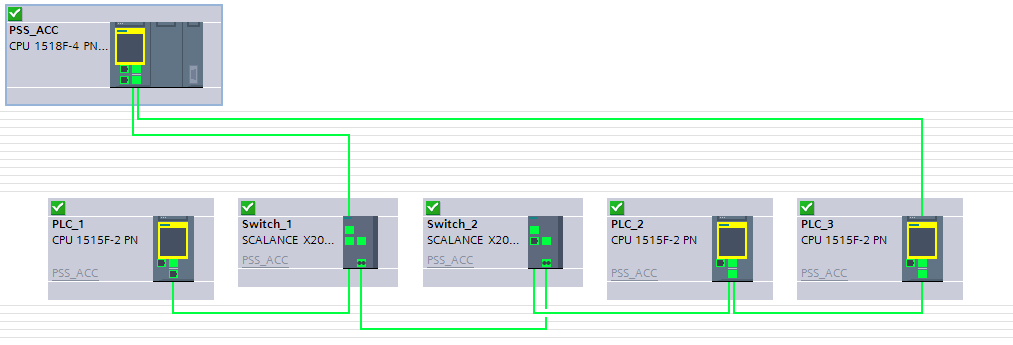 PSS_ACC
CPU 1518F-4 PN...
PLC_1
CPU 1515F-2 PN
PSS_ACC
Switch_1
SCALANCE X20...
PSS_ACC
Switch_2
SCALANCE X20...
PSS_ACC
PLC_2
CPU 1515F-2 PN
PSS_ACC
PLC_3
CPU 1515F-2 PN
PSS_ACC